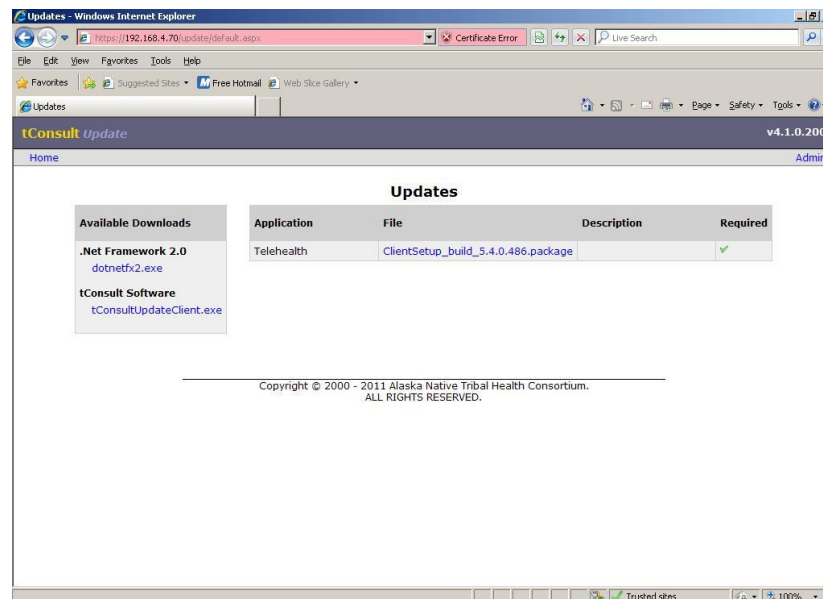 Updates - Windows Internet Explorer
https://192.168.4.70/update/default.aspx
Certificate Error
Live Search
File Edit View Favorites Tools Help
Favorites Suggested Sites Free Hotmail Web Slice Gallery
Updates
Page Safety Tools
tConsult Update
v4.1.0.200
Home
Admin
Updates
Available Downloads
.Net Framework 2.0
dotnetfx2.exe
tConsult Software
tConsultUpdateClient.exe
Application File Description Required
Telehealth ClientSetup_build_5.4.0.486.package
Copyright © 2000 - 2011 Alaska Native Tribal Health Consortium.
ALL RIGHTS RESERVED.
Trusted sites
100%